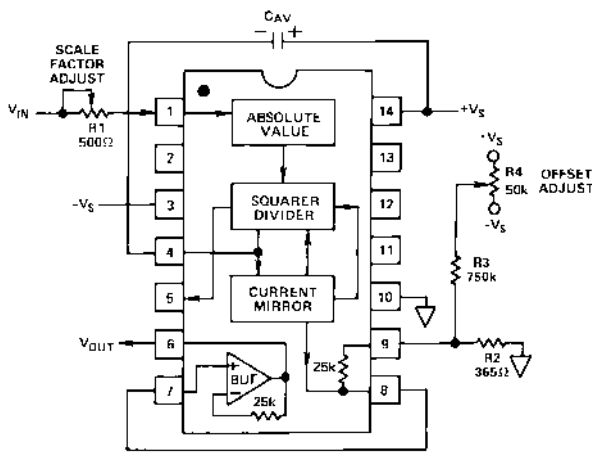 CAV
− +
SCALE
FACTOR
ADJUST
VIN
R1
500Ω
1
ABSOLUTE
VALUE
14
+VS
2
13
-VS
R4
50k
OFFSET
ADJUST
-VS
-VS
3
SQUARER
DIVIDER
12
4
11
R3
750k
5
CURRENT
MIRROR
10
VOUT
6
9
25k
R2
365Ω
7
+
BUF
−
25k
8